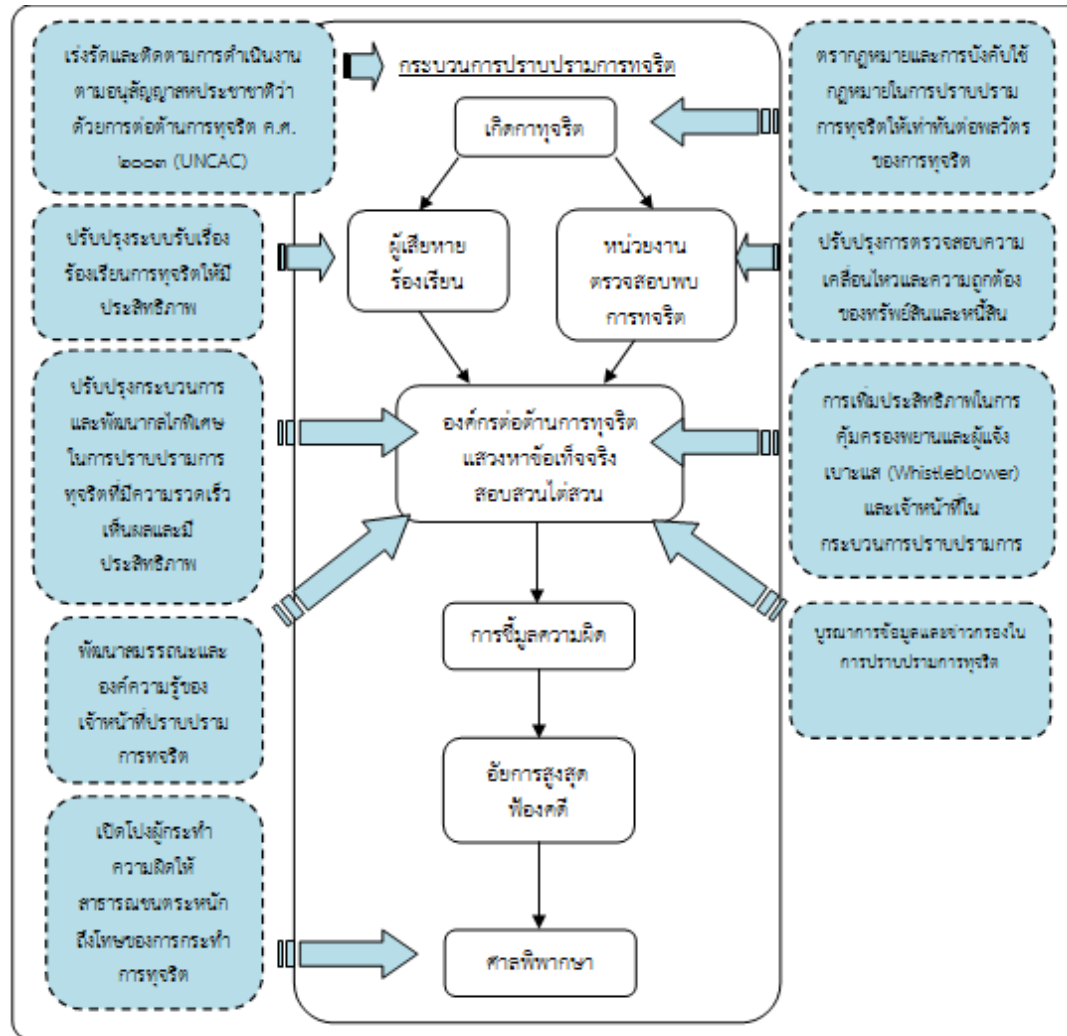 เร่งรัดและติดตามการดำเนินงาน
ตามอนุสัญญาสหประชาชาติว่า
ด้วยการต่อต้านการทุจริต ค.ศ.
๒๐๐๓ (UNCAC)
กระบวนการปราบปรามการทุจริต
ตรากฎหมายและการบังคับใช้
กฎหมายในการปราบปราม
การทุจริตให้เท่าทันต่อพลวัตร
ของการทุจริต
เกิดกาทุจริต
ปรับปรุงระบบรับเรื่อง
ร้องเรียนการทุจริตให้มี
ประสิทธิภาพ
ผู้เสียหาย
ร้องเรียน
หน่วยงาน
ตรวจสอบพบ
การทุจริต
ปรับปรุงการตรวจสอบความ
เคลื่อนไหวและความถูกต้อง
ของทรัพย์สินและหนี้สิน
ปรับปรุงกระบวนการ
และพัฒนากลไกพิเศษ
ในการปราบปรามการ
ทุจริตที่มีความรวดเร็ว
เห็นผลและมี
ประสิทธิภาพ
องค์กรต่อต้านการทุจริต
แสวงหาข้อเท็จจริง
สอบสวนไต่สวน
การเพิ่มประสิทธิภาพในการ
คุ้มครองพยานและผู้แจ้ง
เบาะแส (Whistleblower)
และเจ้าหน้าที่ใน
กระบวนการปราบปรามการ
พัฒนาสมรรถนะและ
องค์ความรู้ของ
เจ้าหน้าที่ปราบปราม
การทุจริต
การชี้มูลความผิด
บูรณาการข้อมูลและข่าวกรองใน
การปราบปรามการทุจริต
อัยการสูงสุด
ฟ้องคดี
เปิดโปงผู้กระทำ
ความผิดให้
สาธารณชนตระหนัก
ถึงโทษของการกระทำ
การทุจริต
ศาลพิพากษา